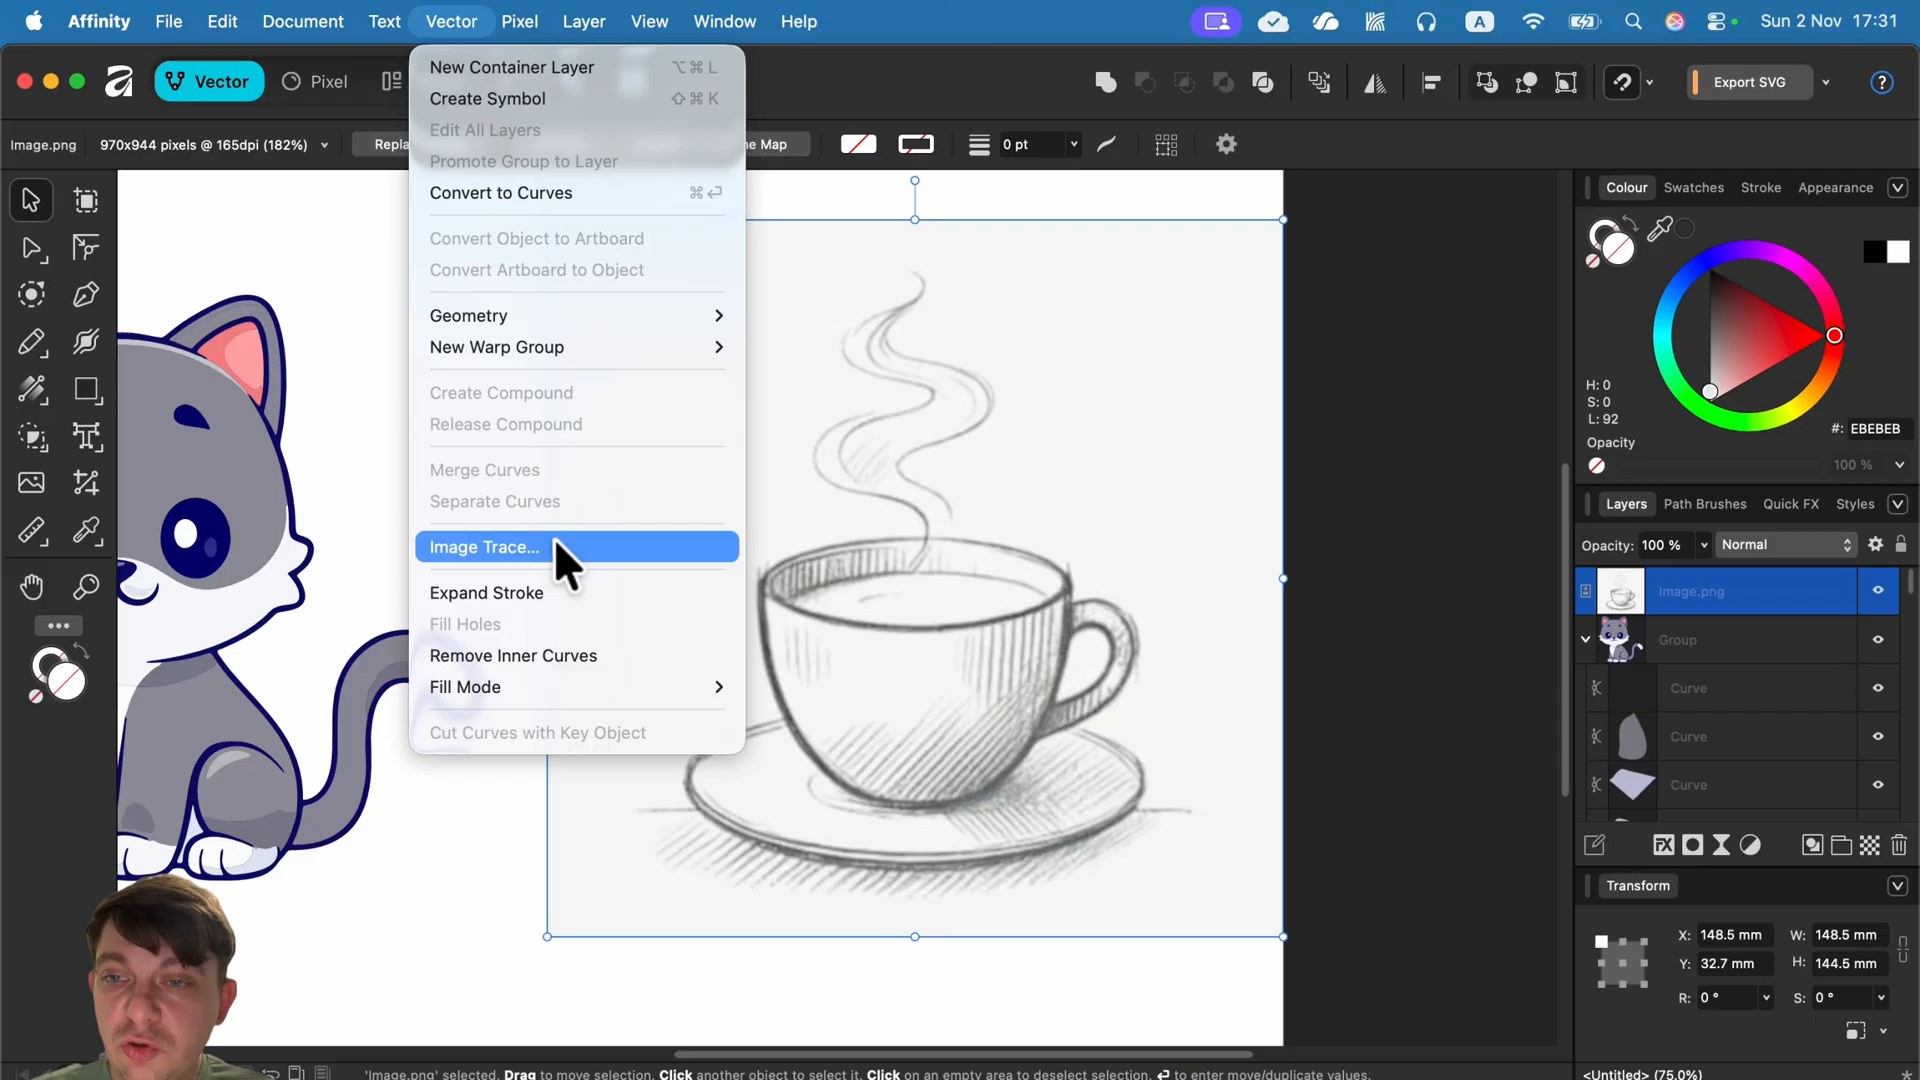 Affinity File Edit Document Text Vector Pixel Layer View Window Help A Sun 2 Nov 17:31
Vector Pixel Export SVG ?
Image.png 970x944 pixels @ 165dpi (182%) Repla e Map 0 pt
New Container Layer ⌥⌘L
Create Symbol ⇧⌘K
Edit All Layers
Promote Group to Layer
Convert to Curves ⌘↩
Convert Object to Artboard
Convert Artboard to Object
Geometry
New Warp Group
Create Compound
Release Compound
Merge Curves
Separate Curves
Image Trace...
Expand Stroke
Fill Holes
Remove Inner Curves
Fill Mode
Cut Curves with Key Object
Colour Swatches Stroke Appearance
H: 0
S: 0
L: 92
#: EBEBEB
Opacity
100 %
Layers Path Brushes Quick FX Styles
Opacity: 100 % Normal
Image.png
Group
Curve
Curve
Curve
FX
Transform
X: 148.5 mm W: 148.5 mm
Y: 32.7 mm H: 144.5 mm
R: 0 ° S: 0 °
'Image.png' selected. Drag to move selection. Click another object to select it. Click on an empty area to deselect selection. ↩ to enter move/duplicate values. <Untitled> (75.0%)